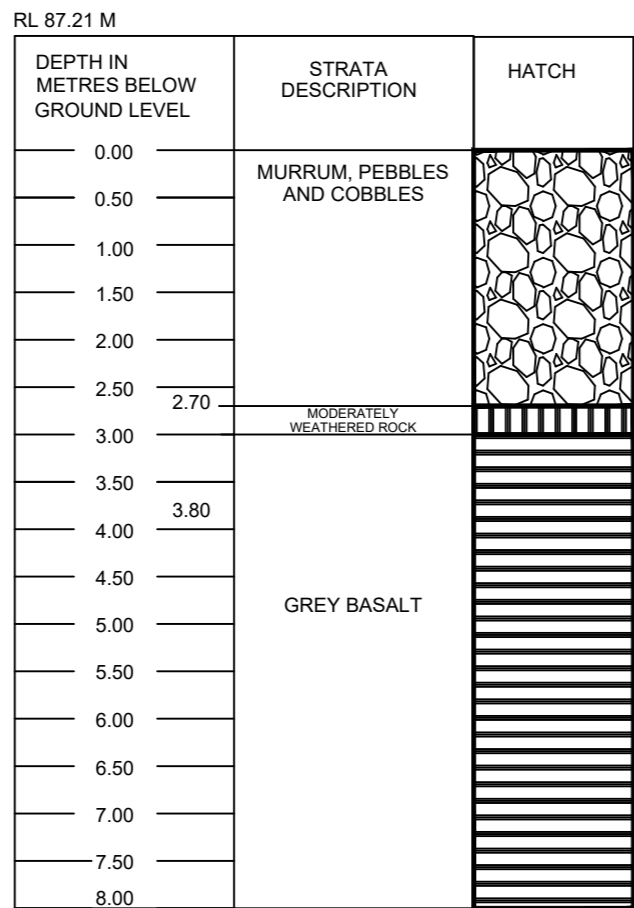 RL 87.21 M
DEPTH IN
METRES BELOW
GROUND LEVEL
STRATA
DESCRIPTION
HATCH
0.00
MURRUM, PEBBLES
AND COBBLES
0.50
1.00
1.50
2.00
2.50
2.70
MODERATELY
WEATHERED ROCK
3.00
3.50
3.80
4.00
4.50
GREY BASALT
5.00
5.50
6.00
6.50
7.00
7.50
8.00